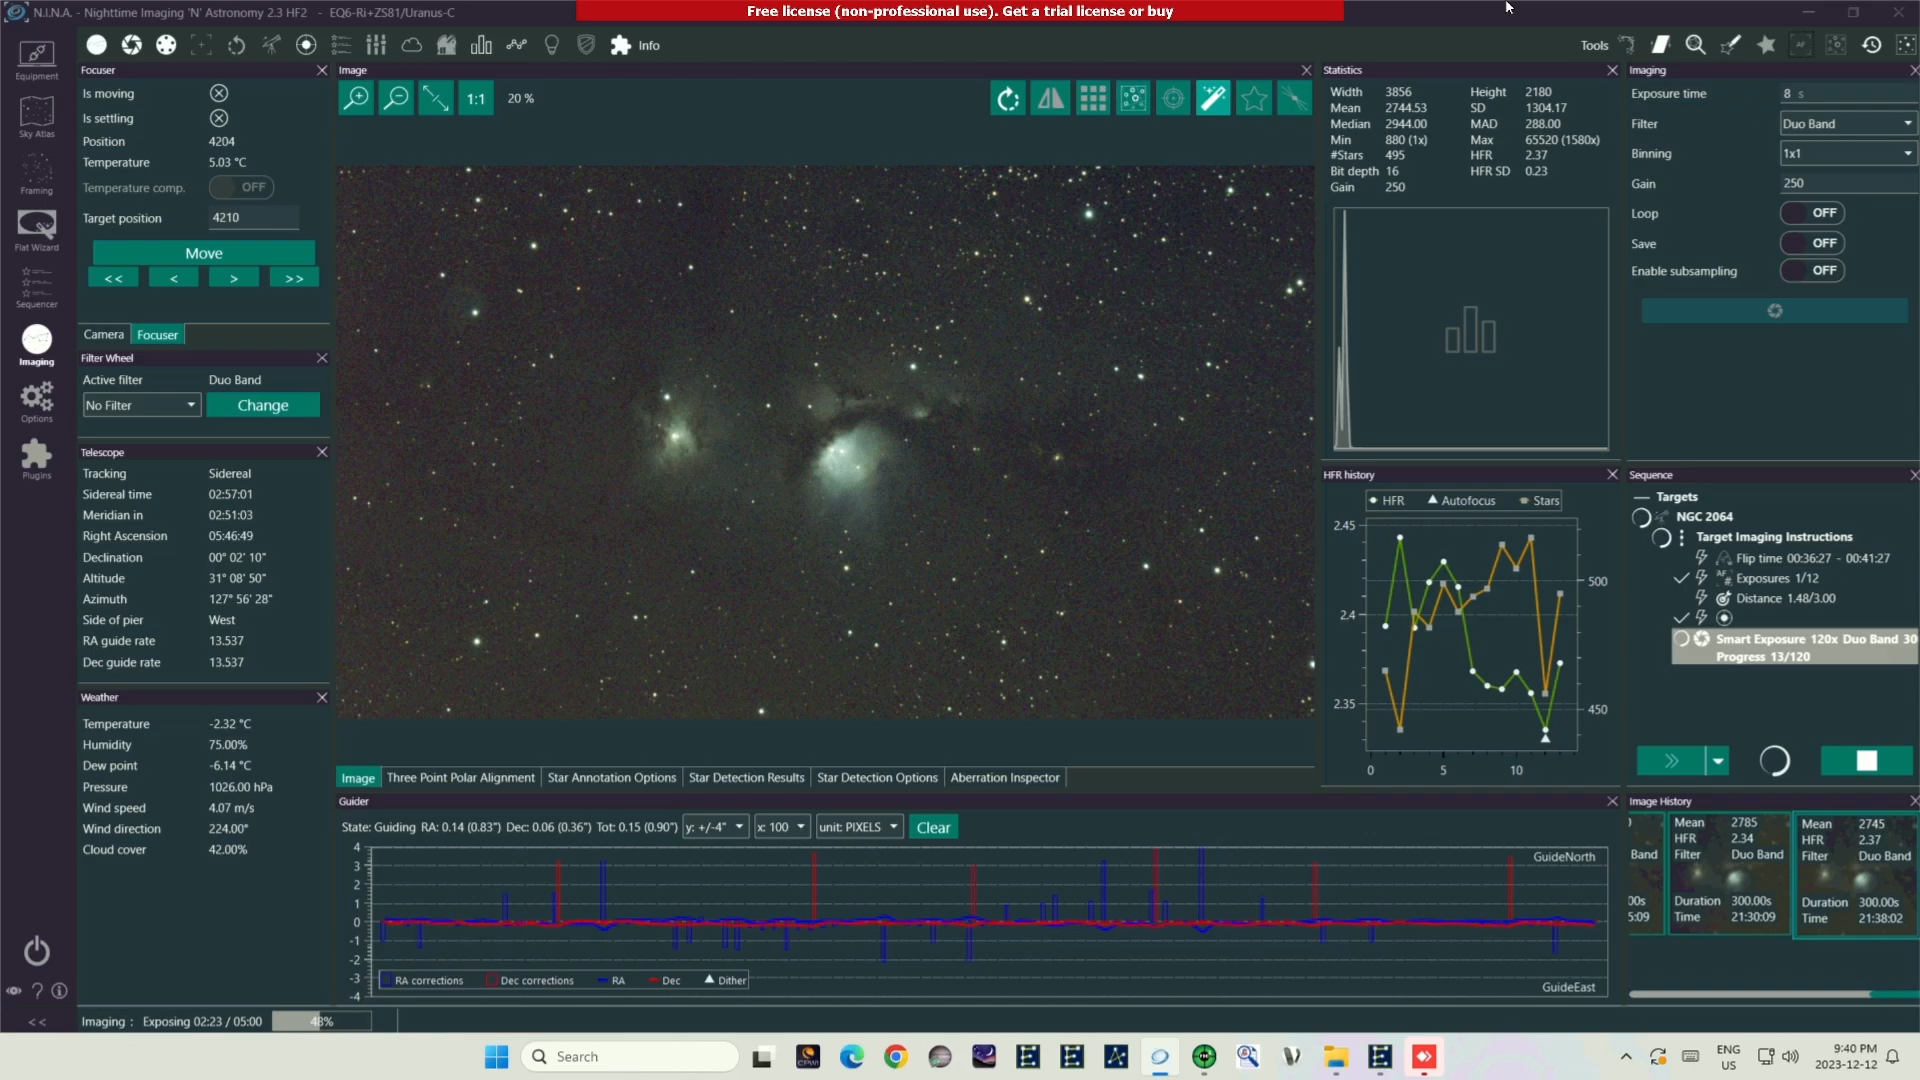 N.I.N.A. - Nighttime Imaging 'N' Astronomy 2.3 HF2 - EQ6-Ri+ZS81/Uranus-C
Free license (non-professional use). Get a trial license or buy
Info
Tools
Equipment
Sky Atlas
Framing
Flat Wizard
Sequencer
Imaging
Options
Plugins
<<
Focuser
Is moving
Is settling
Position 4204
Temperature 5.03 °C
Temperature comp. OFF
Target position 4210
Move
<< < > >>
Camera Focuser
Filter Wheel
Active filter Duo Band
No Filter Change
Telescope
Tracking Sidereal
Sidereal time 02:57:01
Meridian in 02:51:03
Right Ascension 05:46:49
Declination 00° 02' 10"
Altitude 31° 08' 50"
Azimuth 127° 56' 28"
Side of pier West
RA guide rate 13.537
Dec guide rate 13.537
Weather
Temperature -2.32 °C
Humidity 75.00%
Dew point -6.14 °C
Pressure 1026.00 hPa
Wind speed 4.07 m/s
Wind direction 224.00°
Cloud cover 42.00%
Image
1:1 20 %
Image Three Point Polar Alignment Star Annotation Options Star Detection Results Star Detection Options Aberration Inspector
Guider
State: Guiding RA: 0.14 (0.83") Dec: 0.06 (0.36") Tot: 0.15 (0.90") y: +/-4" x: 100 unit: PIXELS Clear
4
3
2
1
0
-1
-2
-3
-4
GuideNorth
GuideEast
RA corrections Dec corrections RA Dec Dither
Statistics
Width 3856 Height 2180
Mean 2744.53 SD 1304.17
Median 2944.00 MAD 288.00
Min 880 (1x) Max 65520 (1580x)
#Stars 495 HFR 2.37
Bit depth 16 HFR SD 0.23
Gain 250
HFR history
HFR Autofocus Stars
2.45
2.4
2.35
500
450
0 5 10
Imaging
Exposure time 8 s
Filter Duo Band
Binning 1x1
Gain 250
Loop OFF
Save OFF
Enable subsampling OFF
Sequence
Targets
NGC 2064
Target Imaging Instructions
Flip time 00:36:27 - 00:41:27
AF # Exposures 1/12
Distance 1.48/3.00
Smart Exposure 120x Duo Band 30
Progress 13/120
Image History
Band
00s
5:09
Mean 2785
HFR 2.34
Filter Duo Band
Duration 300.00s
Time 21:30:09
Mean 2745
HFR 2.37
Filter Duo Band
Duration 300.00s
Time 21:38:02
Imaging : Exposing 02:23 / 05:00 48%
Search
ENG
US
9:40 PM
2023-12-12